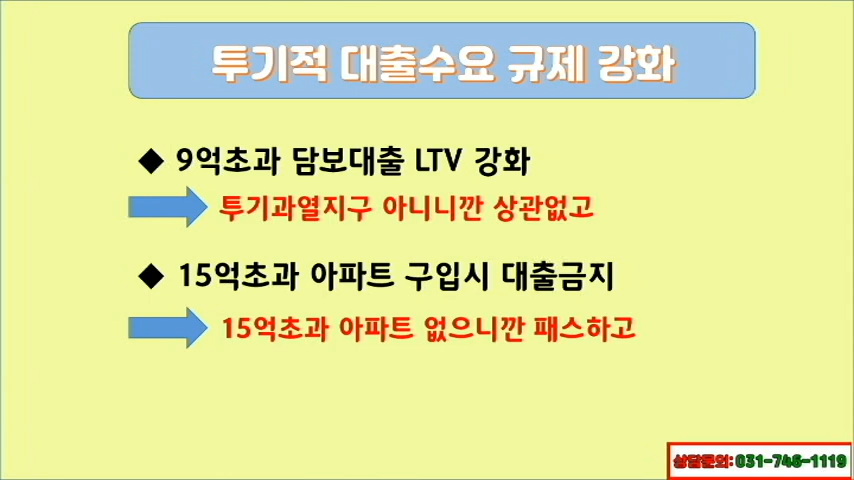 투기적 대출수요 규제 강화
◆ 9억초과 담보대출 LTV 강화
투기과열지구 아니니깐 상관없고
◆ 15억초과 아파트 구입시 대출금지
15억초과 아파트 없으니깐 패스하고
상담문의: 031-746-1119